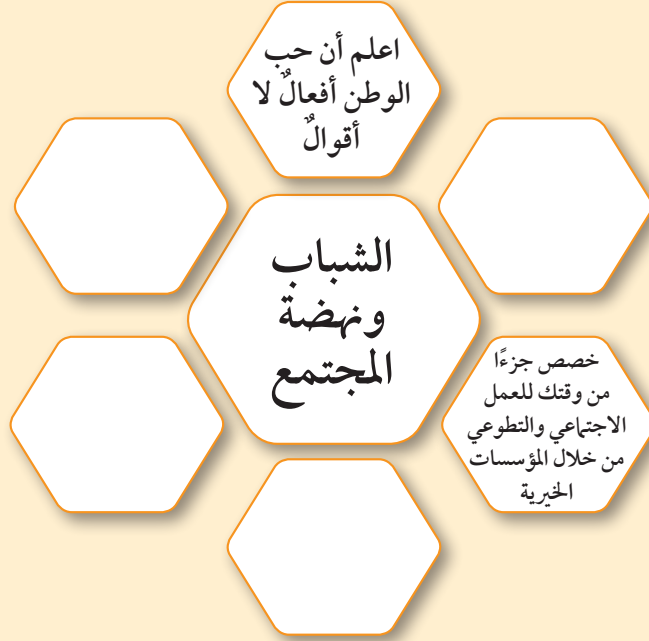 اعلم أن حب
الوطن أفعالٌ لا
أقوالٌ
الشباب
ونهضة
المجتمع
خصص جزءًا
من وقتك للعمل
الاجتماعي والتطوعي
من خلال المؤسسات
الخيرية